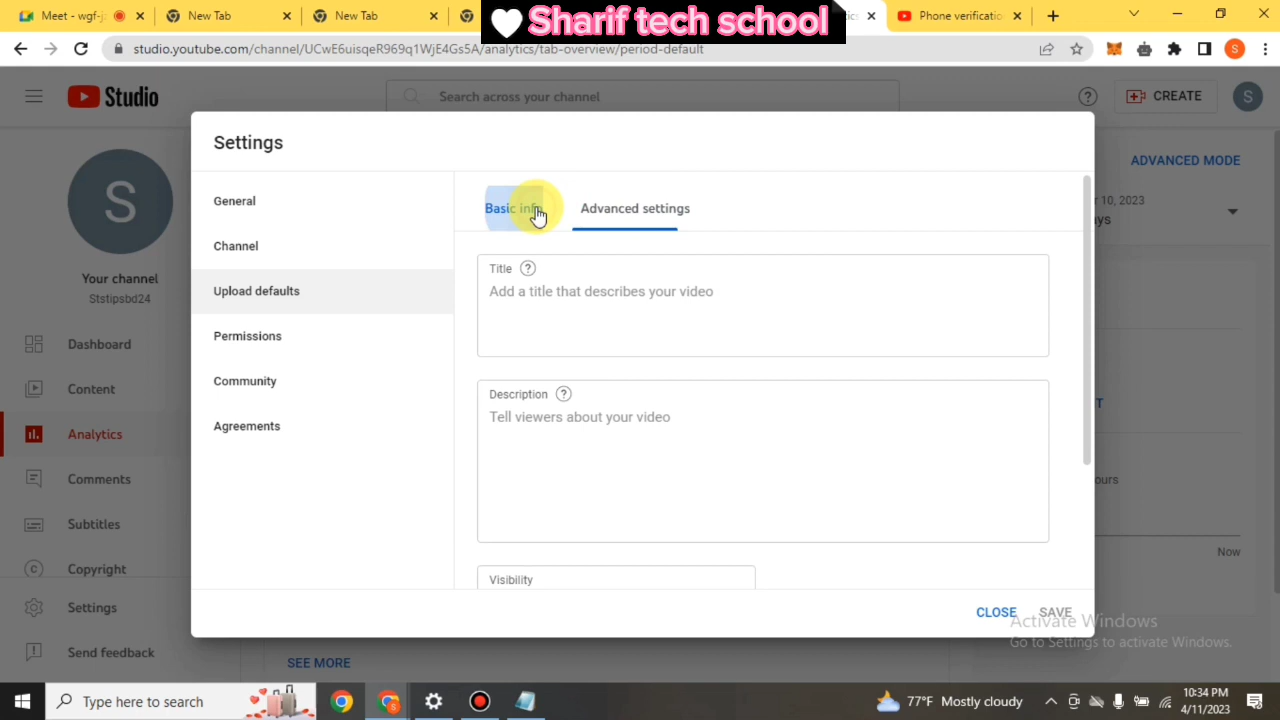 Meet - wgf-j
New Tab
New Tab
Sharif tech school
Phone verificatio
studio.youtube.com/channel/UCwE6uisqeR969q1WjE4Gs5A/analytics/tab-overview/period-default
S
Studio
Search across your channel
CREATE
S
Settings
ADVANCED MODE
S
General
Basic info
Advanced settings
10, 2023
Channel
Title
Your channel
Upload defaults
Add a title that describes your video
Ststipsbd24
Dashboard
Permissions
Content
Community
Description
Tell viewers about your video
Analytics
Agreements
Comments
Subtitles
Now
Copyright
Visibility
Settings
CLOSE
SAVE
Activate Windows
Go to Settings to activate Windows.
Send feedback
SEE MORE
Type here to search
77°F Mostly cloudy
10:34 PM
4/11/2023